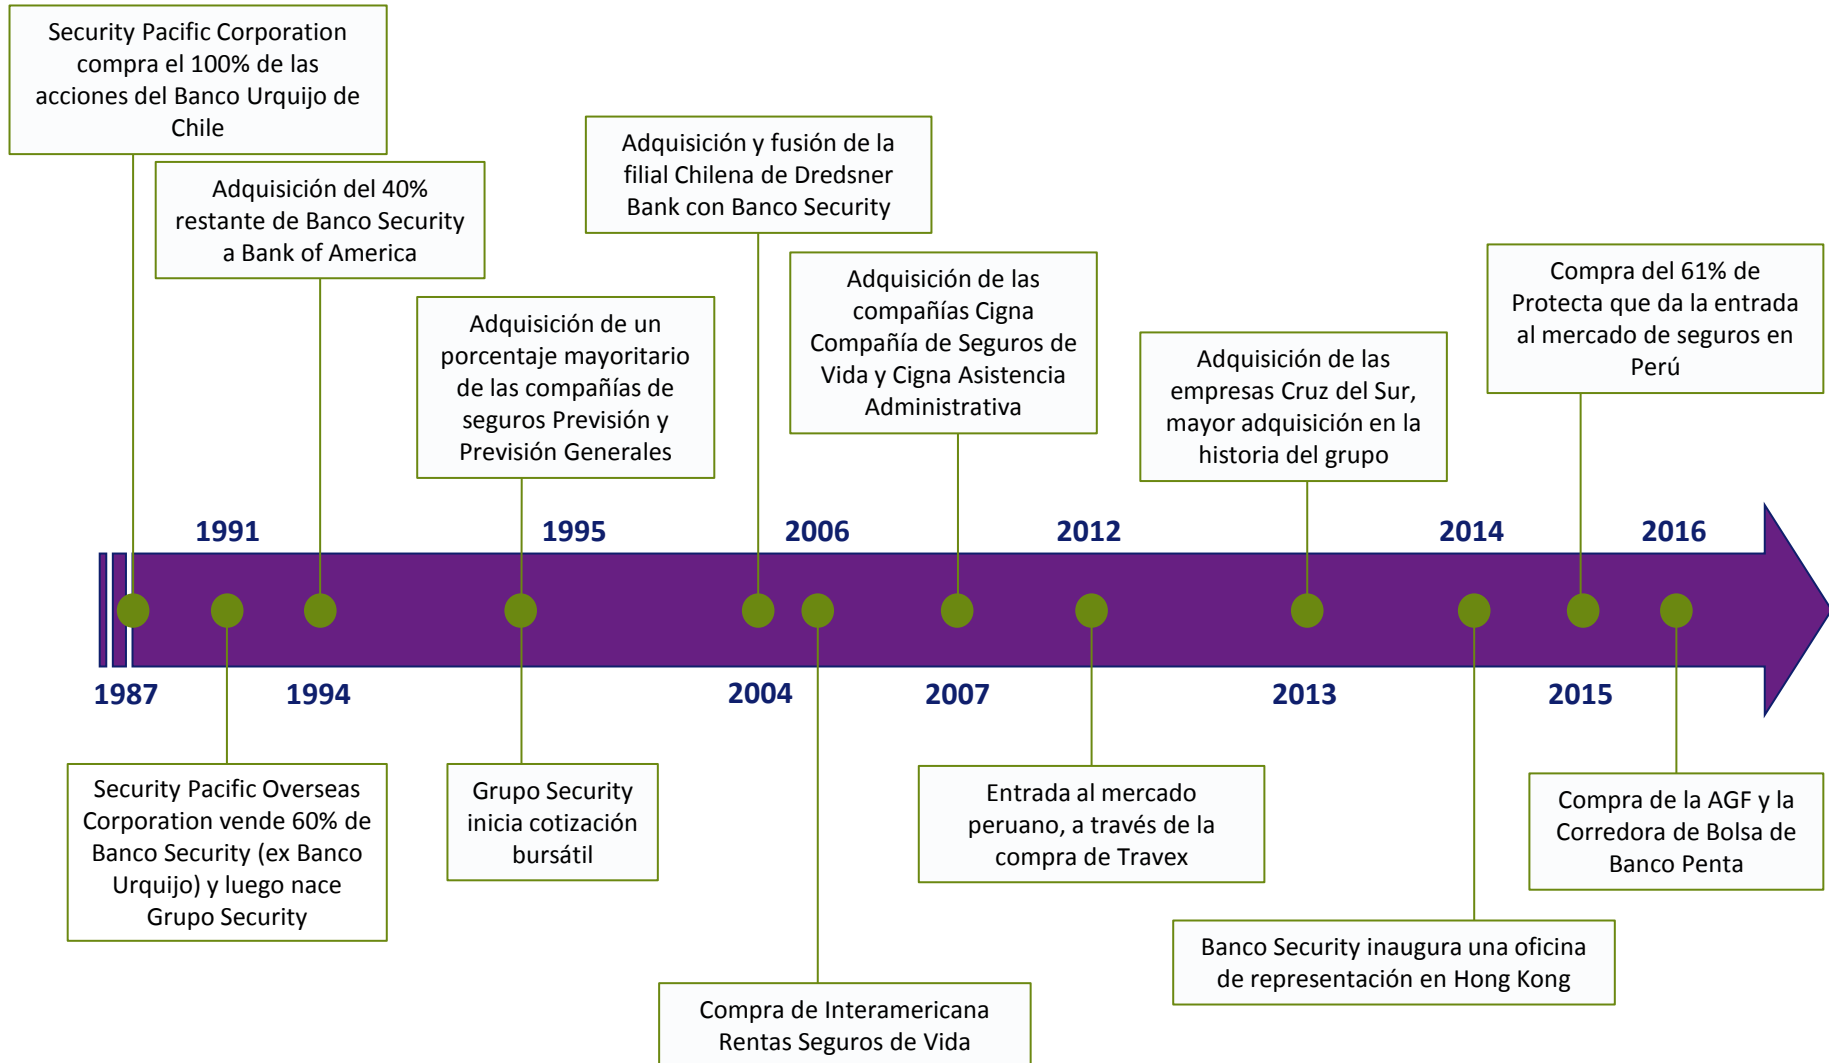 Security Pacific Corporation
compra el 100% de las
acciones del Banco Urquijo de
Chile
Adquisición del 40%
restante de Banco Security
a Bank of America
Adquisición de un
porcentaje mayoritario
de las compañías de
seguros Previsión y
Previsión Generales
Adquisición y fusión de la
filial Chilena de Dredsner
Bank con Banco Security
Adquisición de las
compañías Cigna
Compañía de Seguros de
Vida y Cigna Asistencia
Administrativa
Adquisición de las
empresas Cruz del Sur,
mayor adquisición en la
historia del grupo
Compra del 61% de
Protecta que da la entrada
al mercado de seguros en
Perú
1991
1995
2006
2012
2014
2016
1987
1994
2004
2007
2013
2015
Security Pacific Overseas
Corporation vende 60% de
Banco Security (ex Banco
Urquijo) y luego nace
Grupo Security
Grupo Security
inicia cotización
bursátil
Compra de Interamericana
Rentas Seguros de Vida
Entrada al mercado
peruano, a través de la
compra de Travex
Banco Security inaugura una oficina
de representación en Hong Kong
Compra de la AGF y la
Corredora de Bolsa de
Banco Penta